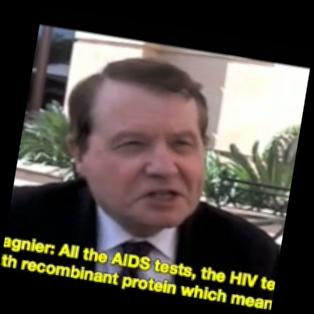 agnier: All the AIDS tests, the HIV te
th recombinant protein which mean